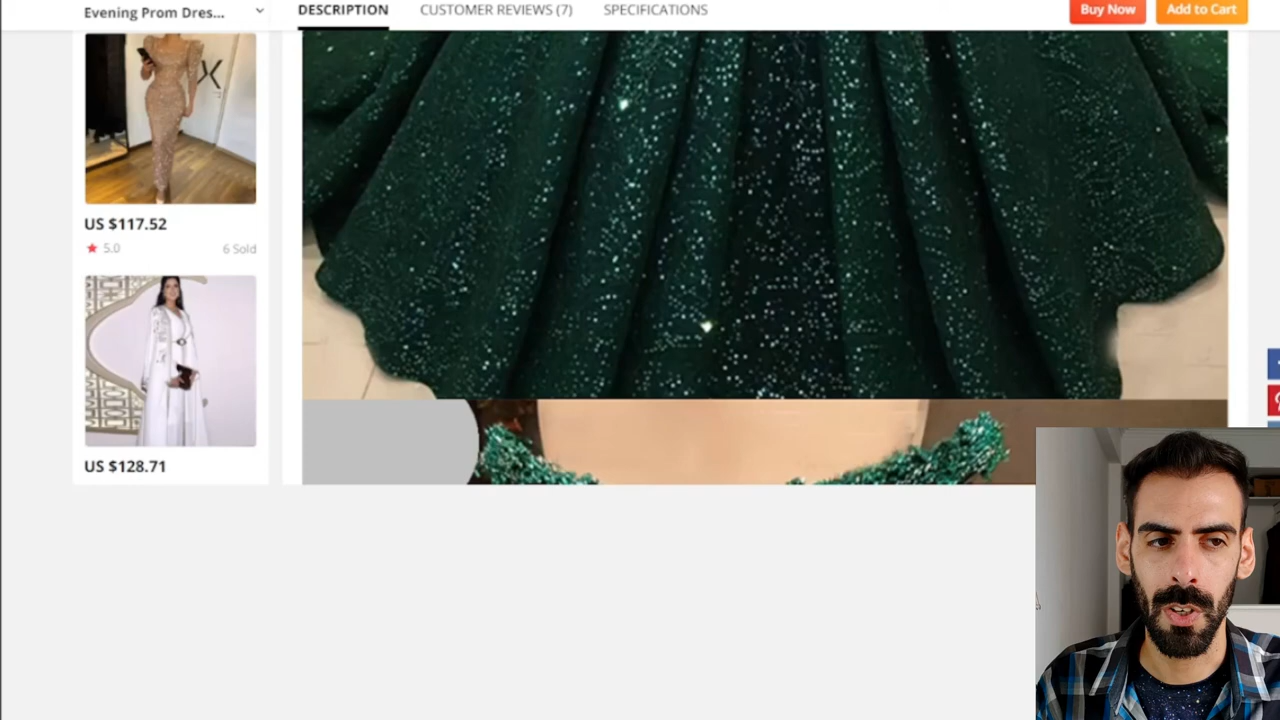 Evening Prom Dres...
DESCRIPTION
CUSTOMER REVIEWS (7)
SPECIFICATIONS
Buy Now
Add to Cart
US $117.52
5.0
6 Sold
US $128.71